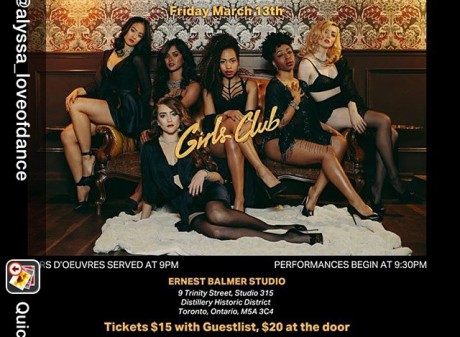 @alyssa_loveofdance
Friday March 13th
Girls Club
RS D'OEUVRES SERVED AT 9PM
PERFORMANCES BEGIN AT 9:30PM
ERNEST BALMER STUDIO
9 Trinity Street, Studio 315
Distillery Historic District
Toronto, Ontario, M5A 3C4
Tickets $15 with Guestlist, $20 at the door
Quic